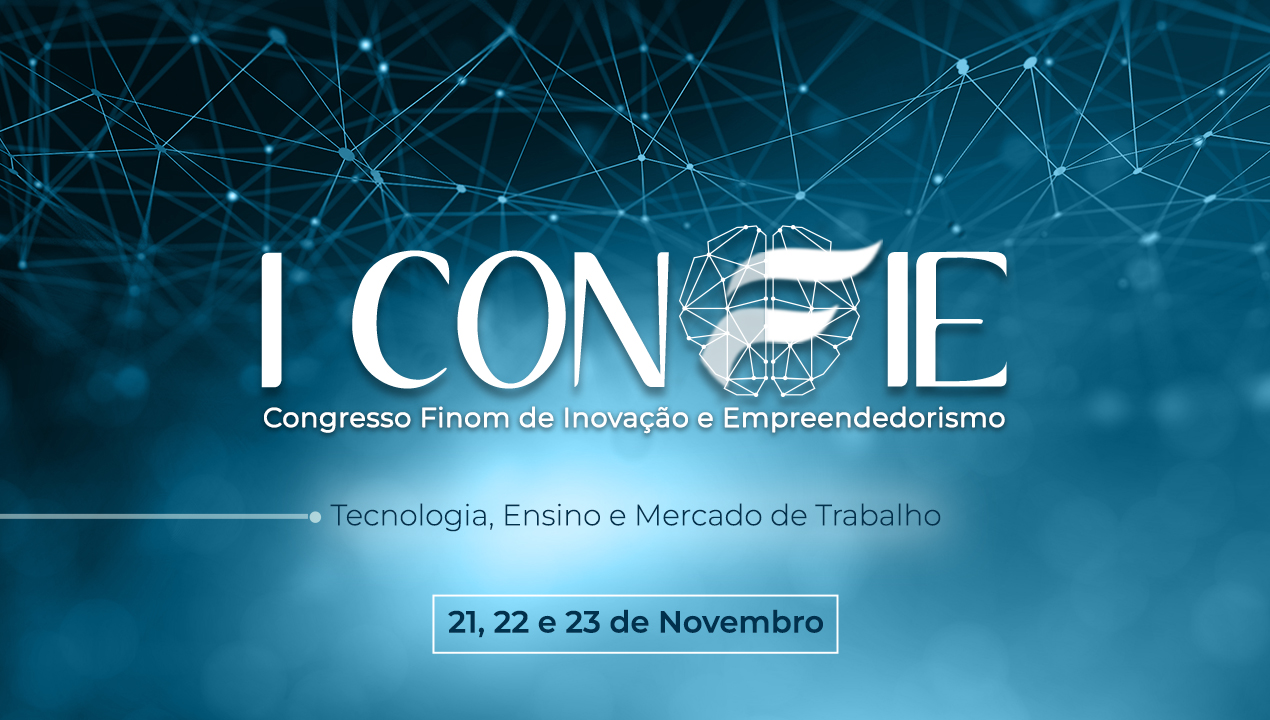 I CONFIE
Congresso Finom de Inovação e Empreendedorismo
Tecnologia, Ensino e Mercado de Trabalho
21, 22 e 23 de Novembro